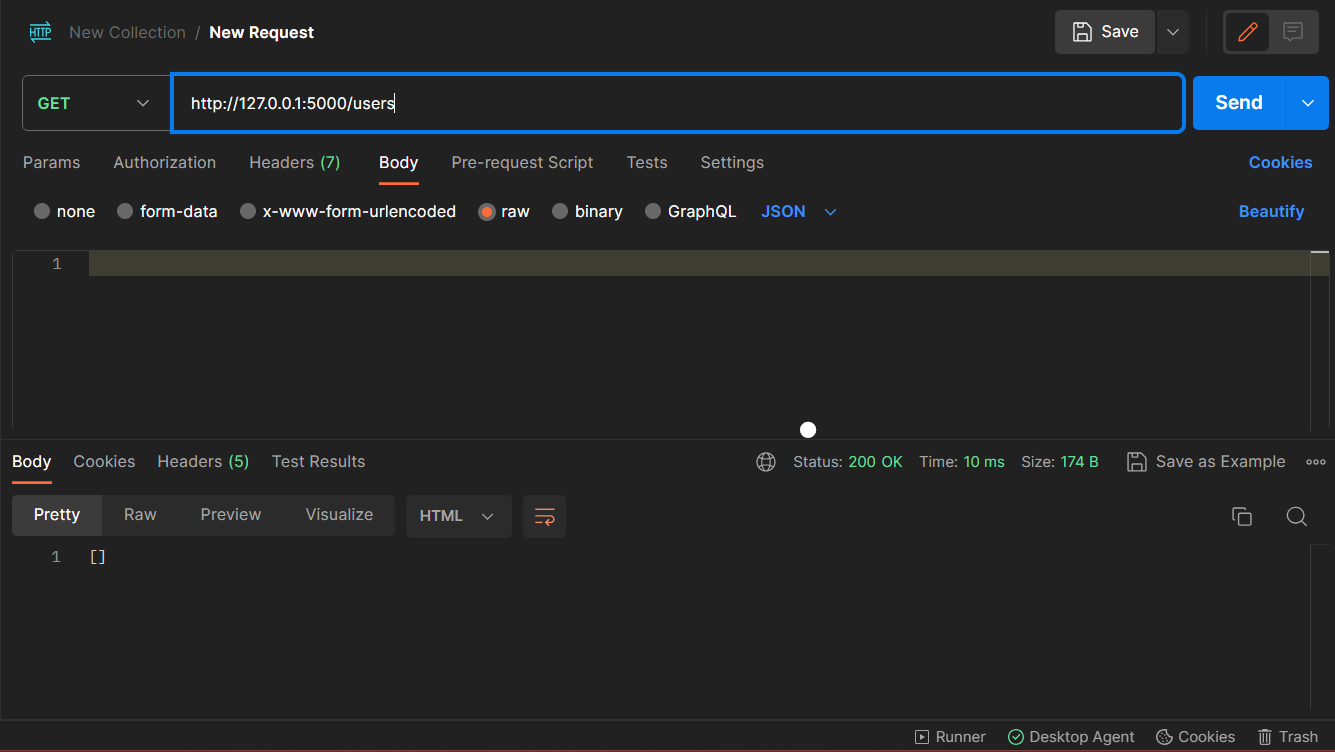 HTTP New Collection / New Request Save
GET http://127.0.0.1:5000/users Send
Params Authorization Headers (7) Body Pre-request Script Tests Settings Cookies
none form-data x-www-form-urlencoded raw binary GraphQL JSON Beautify
1
Body Cookies Headers (5) Test Results Status: 200 OK Time: 10 ms Size: 174 B Save as Example
Pretty Raw Preview Visualize HTML
1 []
Runner Desktop Agent Cookies Trash